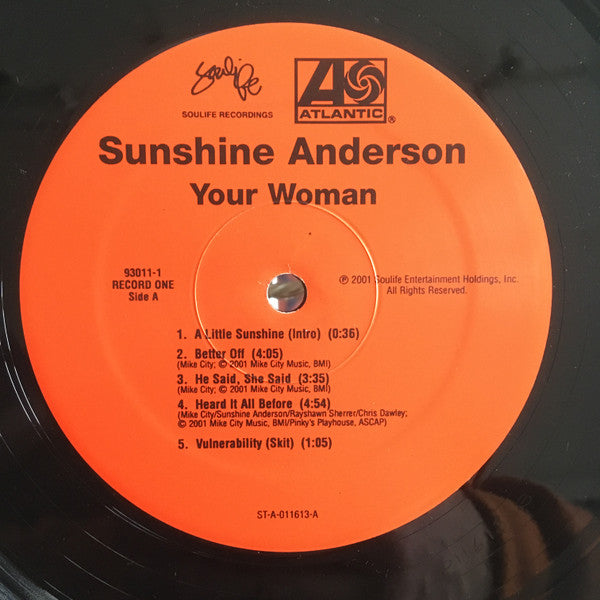 Soulife
SOULIFE RECORDINGS
ATLANTIC®
Sunshine Anderson
Your Woman
93011-1
RECORD ONE
Side A
℗ 2001 Soulife Entertainment Holdings, Inc.
All Rights Reserved.
1. A Little Sunshine (Intro) (0:36)
2. Better Off (4:05)
(Mike City; © 2001 Mike City Music, BMI)
3. He Said, She Said (3:35)
(Mike City; © 2001 Mike City Music, BMI)
4. Heard It All Before (4:54)
(Mike City/Sunshine Anderson/Rayshawn Sherrer/Chris Dawley;
© 2001 Mike City Music, BMI/Pinky's Playhouse, ASCAP)
5. Vulnerability (Skit) (1:05)
ST-A-011613-A